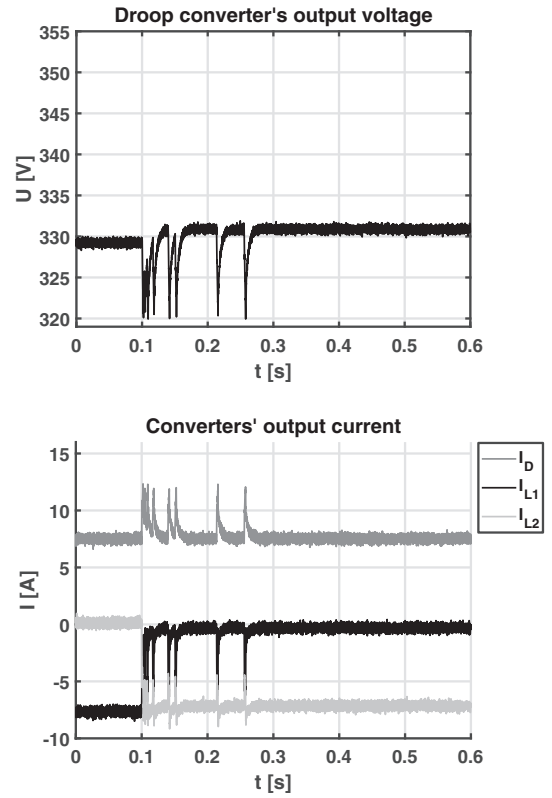 Droop converter's output voltage
355
350
345
340
335
330
325
320
U [V]
0 0.1 0.2 0.3 0.4 0.5 0.6
t [s]
Converters' output current
15
10
5
0
-5
-10
I [A]
0 0.1 0.2 0.3 0.4 0.5 0.6
t [s]
I_D
I_L1
I_L2